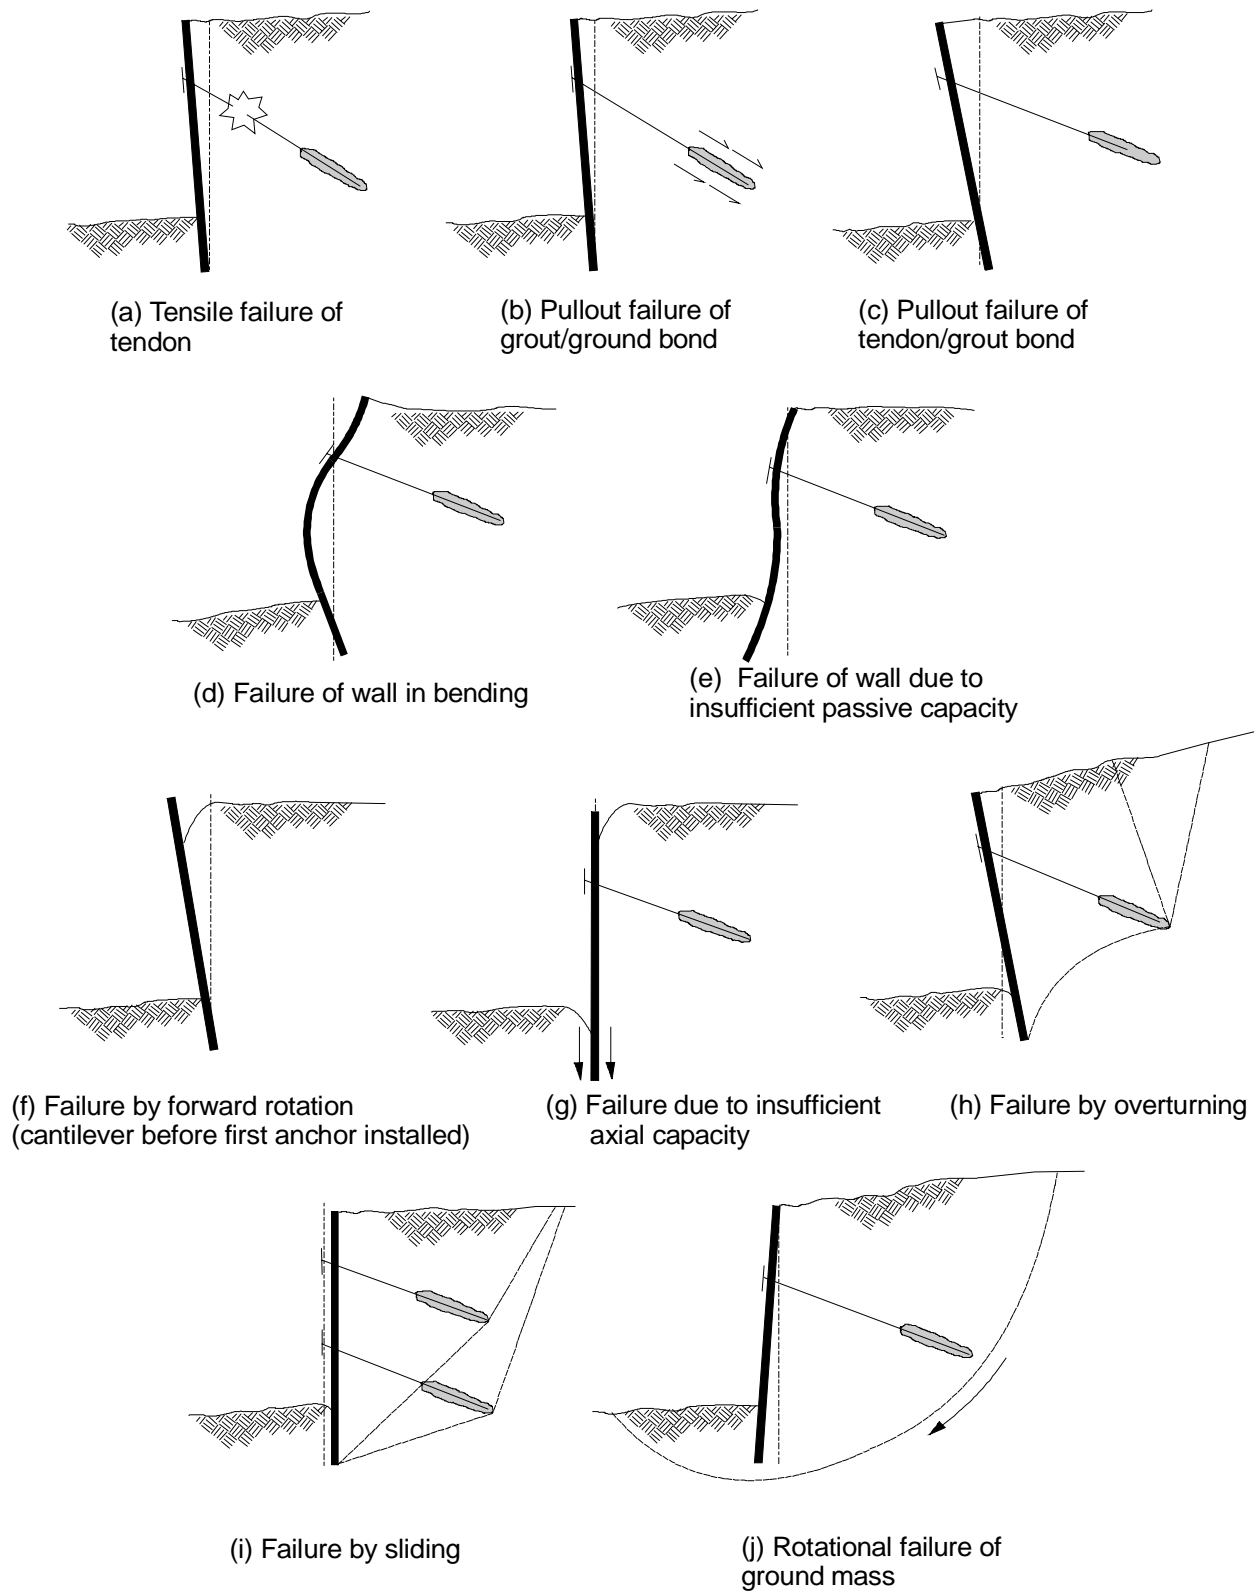 (a) Tensile failure of
tendon
(b) Pullout failure of
grout/ground bond
(c) Pullout failure of
tendon/grout bond
(d) Failure of wall in bending
(e) Failure of wall due to
insufficient passive capacity
(f) Failure by forward rotation
(cantilever before first anchor installed)
(g) Failure due to insufficient
axial capacity
(h) Failure by overturning
(i) Failure by sliding
(j) Rotational failure of
ground mass